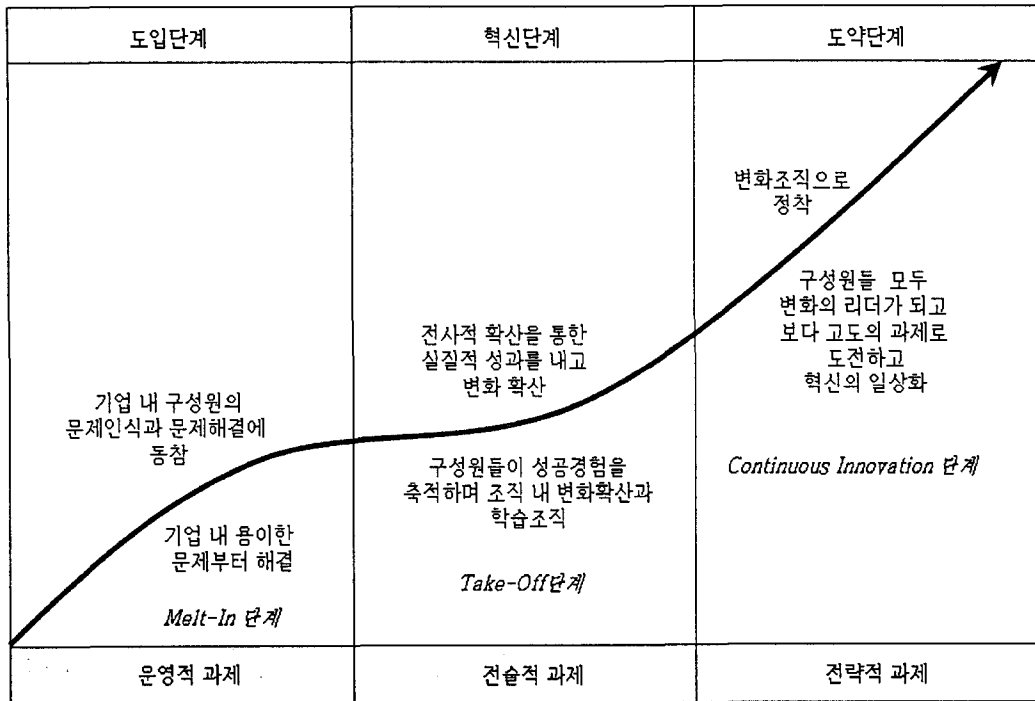 도입단계
혁신단계
도약단계
변화조직으로
정착
구성원들 모두
변화의 리더가 되고
보다 고도의 과제로
도전하고
혁신의 일상화
전사적 확산을 통한
실질적 성과를 내고
변화 확산
기업 내 구성원의
문제인식과 문제해결에
동참
구성원들이 성공경험을
축적하며 조직 내 변화확산과
학습조직
Continuous Innovation 단계
기업 내 용이한
문제부터 해결
Take-Off단계
Melt-In 단계
운영적 과제
전술적 과제
전략적 과제